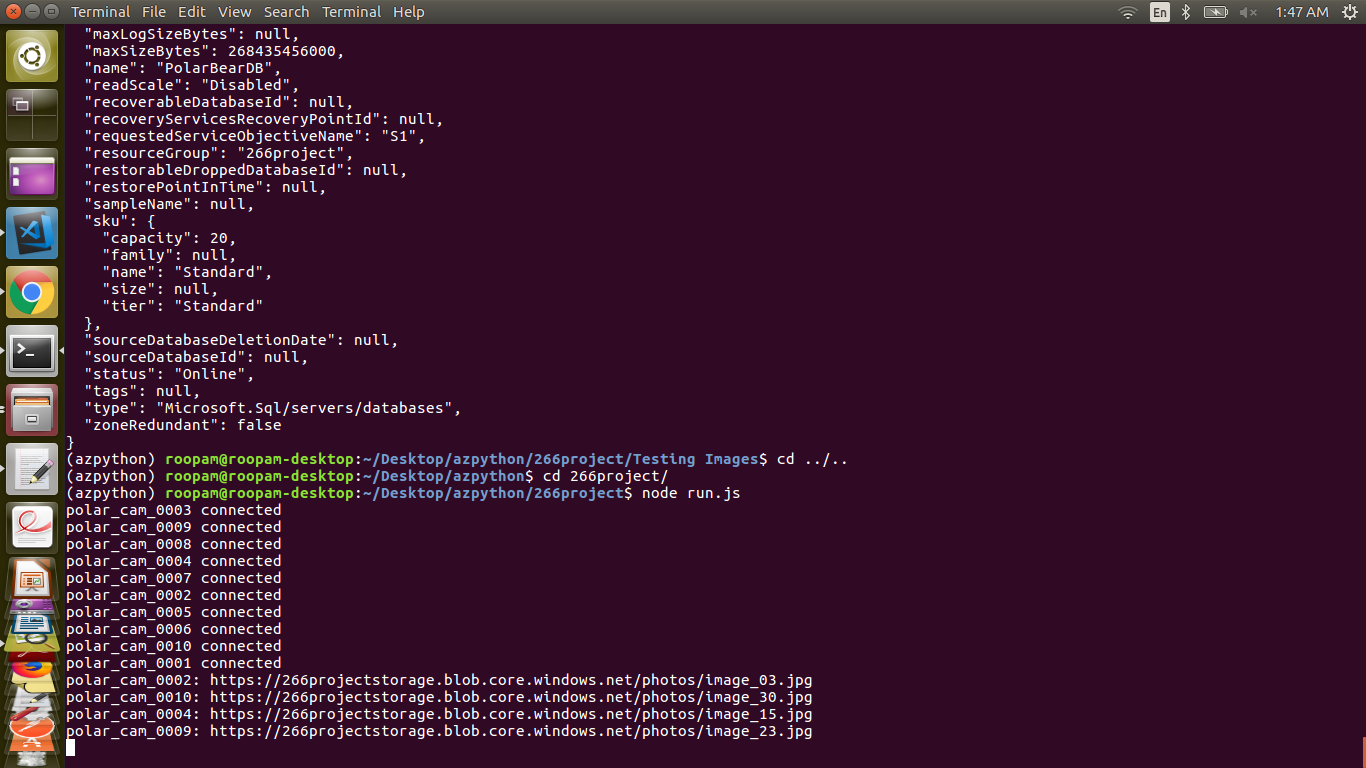 Terminal File Edit View Search Terminal Help En 1:47 AM
"maxLogSizeBytes": null,
"maxSizeBytes": 268435456000,
"name": "PolarBearDB",
"readScale": "Disabled",
"recoverableDatabaseId": null,
"recoveryServicesRecoveryPointId": null,
"requestedServiceObjectiveName": "S1",
"resourceGroup": "266project",
"restorableDroppedDatabaseId": null,
"restorePointInTime": null,
"sampleName": null,
"sku": {
"capacity": 20,
"family": null,
"name": "Standard",
"size": null,
"tier": "Standard"
},
"sourceDatabaseDeletionDate": null,
"sourceDatabaseId": null,
"status": "Online",
"tags": null,
"type": "Microsoft.Sql/servers/databases",
"zoneRedundant": false
}
(azpython) roopam@roopam-desktop:~/Desktop/azpython/266project/Testing Images$ cd ../..
(azpython) roopam@roopam-desktop:~/Desktop/azpython$ cd 266project/
(azpython) roopam@roopam-desktop:~/Desktop/azpython/266project$ node run.js
polar_cam_0003 connected
polar_cam_0009 connected
polar_cam_0008 connected
polar_cam_0004 connected
polar_cam_0007 connected
polar_cam_0002 connected
polar_cam_0005 connected
polar_cam_0006 connected
polar_cam_0010 connected
polar_cam_0001 connected
polar_cam_0002: https://266projectstorage.blob.core.windows.net/photos/image_03.jpg
polar_cam_0010: https://266projectstorage.blob.core.windows.net/photos/image_30.jpg
polar_cam_0004: https://266projectstorage.blob.core.windows.net/photos/image_15.jpg
polar_cam_0009: https://266projectstorage.blob.core.windows.net/photos/image_23.jpg